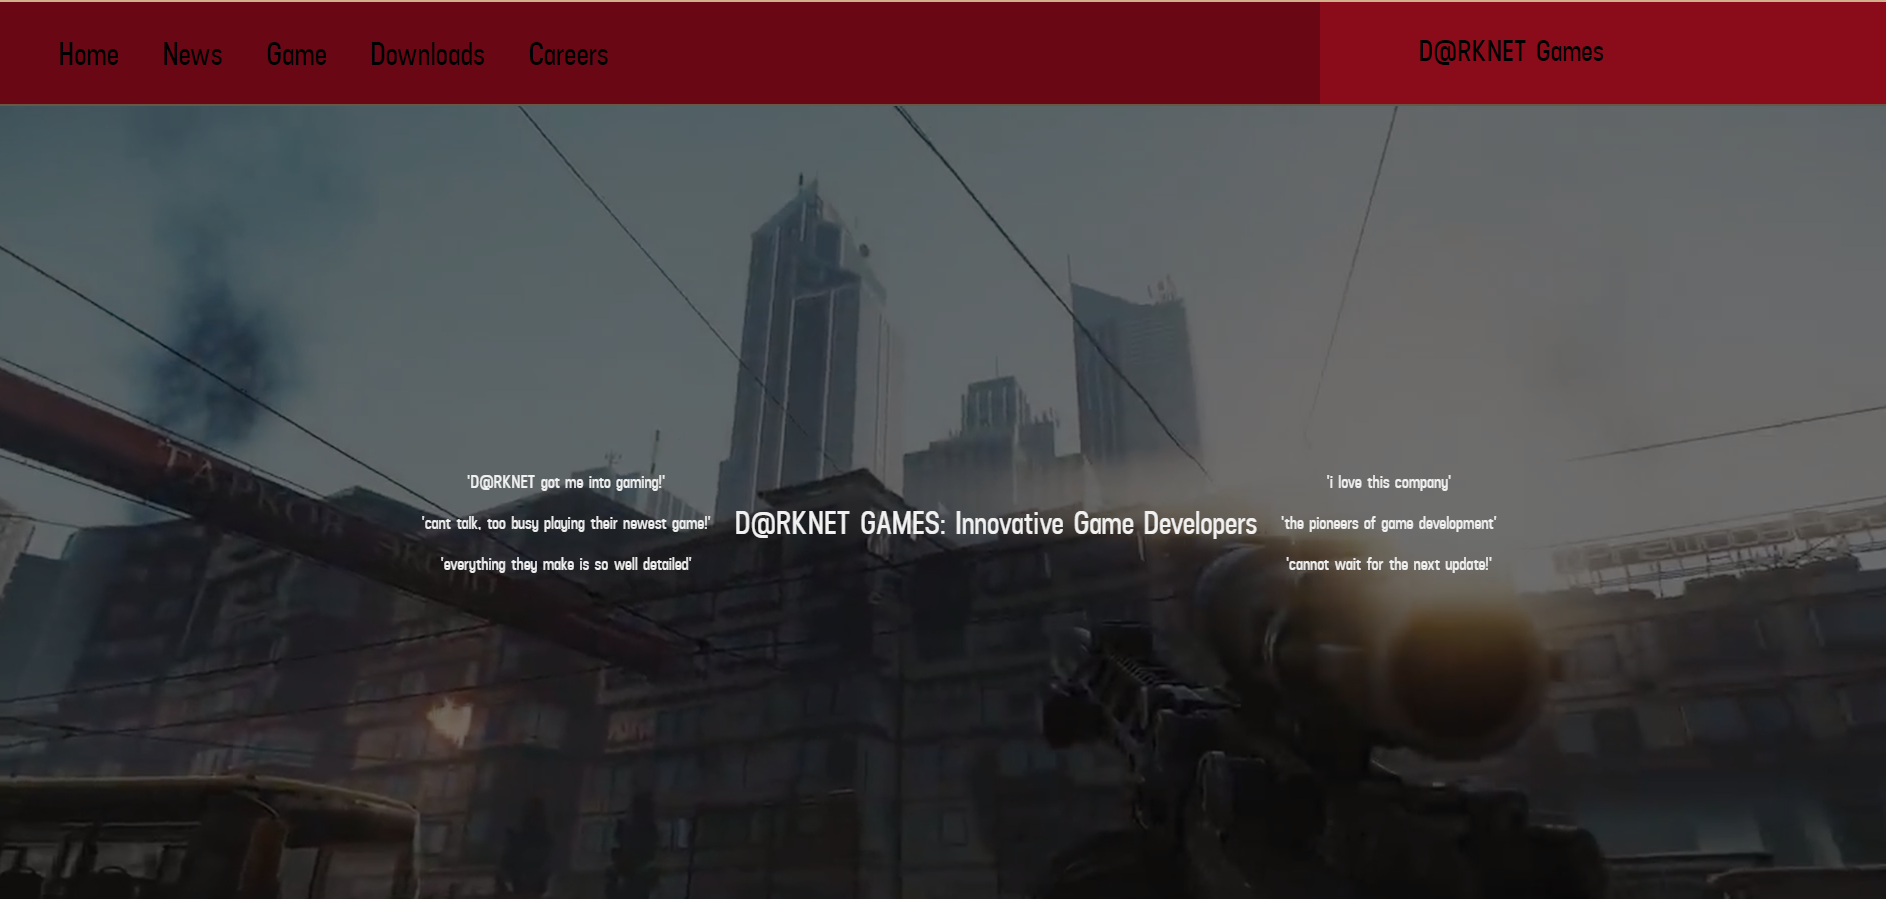 Home News Game Downloads Careers
D@RKNET Games
'D@RKNET got me into gaming!'
'cant talk, too busy playing their newest game!'
'everything they make is so well detailed'
D@RKNET GAMES: Innovative Game Developers
'i love this company'
'the pioneers of game development'
'cannot wait for the next update!'